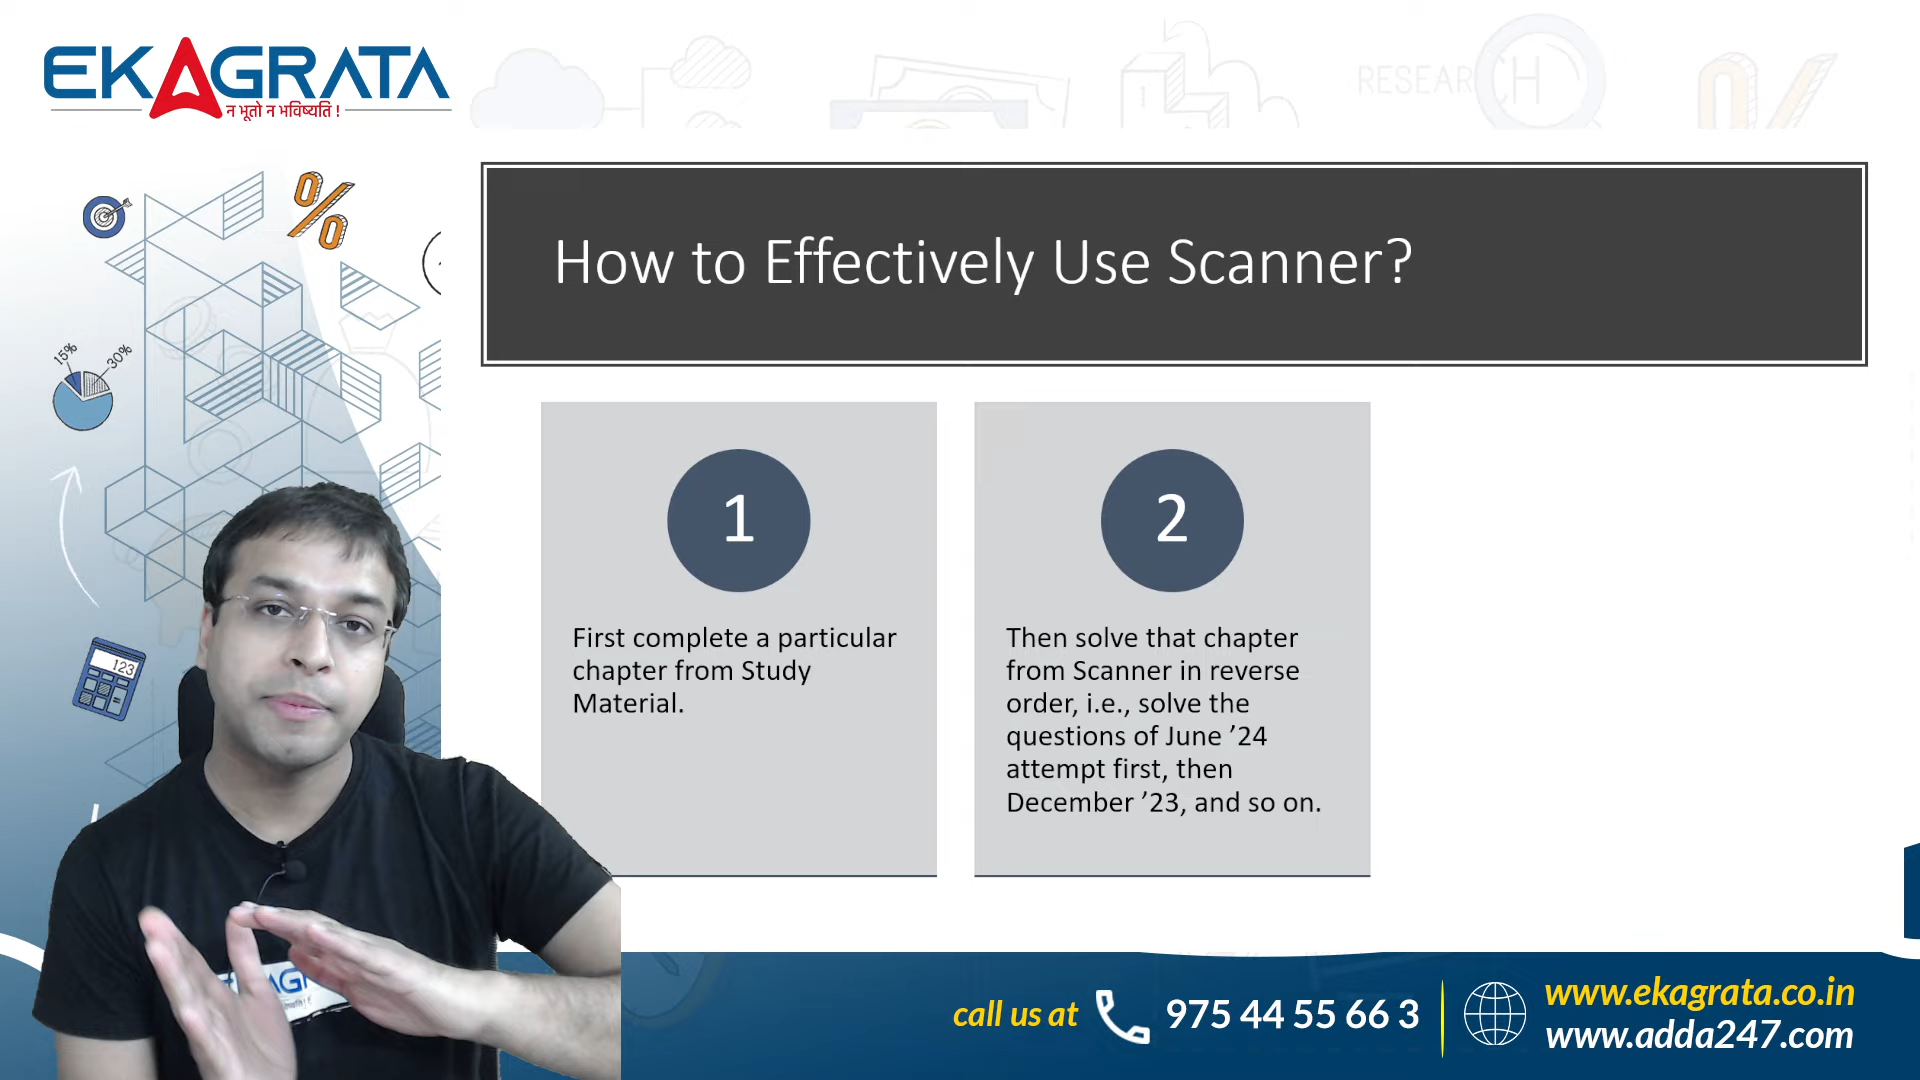 EKAGRATA
न भूतो न भविष्यति !
RESEARCH
How to Effectively Use Scanner?
15%
30%
1
2
First complete a particular
chapter from Study
Material.
Then solve that chapter
from Scanner in reverse
order, i.e., solve the
questions of June ’24
attempt first, then
December ’23, and so on.
123
call us at
975 44 55 66 3
www.ekagrata.co.in
www.adda247.com